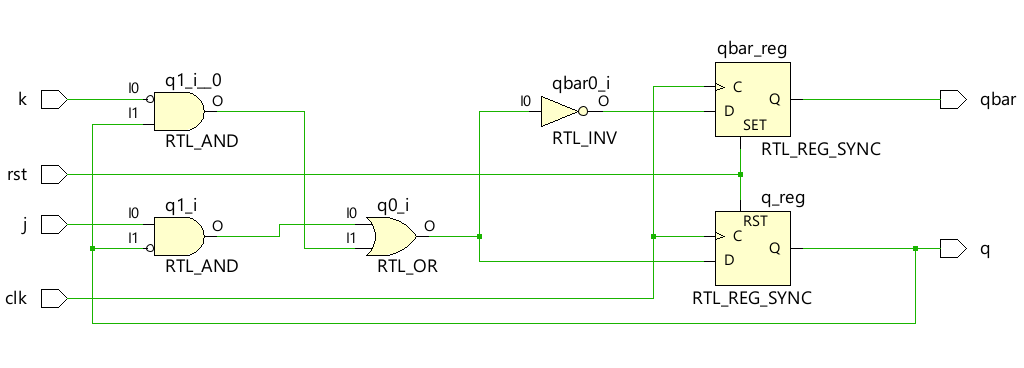 qbar_reg
q1_i__0
qbar0_i
k
I0
O
I0
O
C
Q
qbar
I1
D
RTL_AND
RTL_INV
SET
RTL_REG_SYNC
rst
q1_i
q0_i
q_reg
j
I0
O
I0
O
RST
I1
I1
C
Q
q
RTL_AND
RTL_OR
D
clk
RTL_REG_SYNC